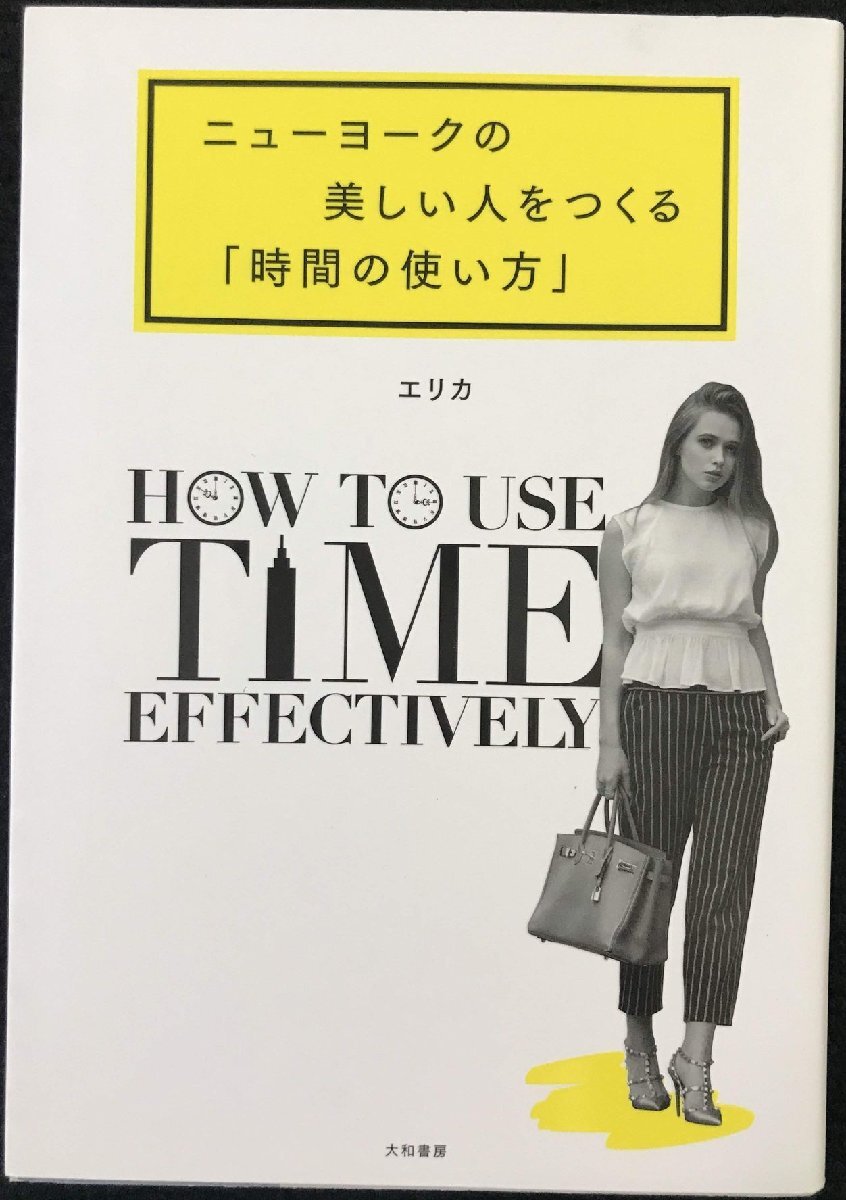 ニューヨークの
美しい人をつくる
「時間の使い方」
エリカ
HOW TO USE
TIME
EFFECTIVELY
大和書房